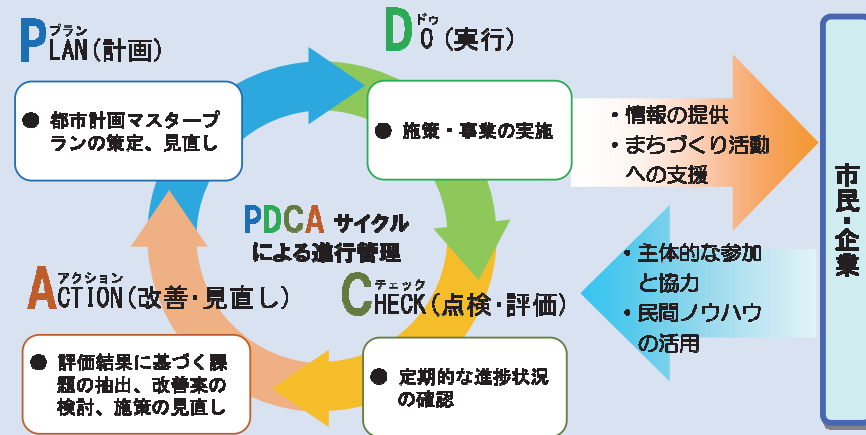 プラン
PLAN(計画)
● 都市計画マスタープ
ランの策定、見直し
ドゥ
DO(実行)
● 施策・事業の実施
・情報の提供
・まちづくり活動
への支援
市民・企業
PDCA サイクル
による進行管理
・主体的な参加
と協力
・民間ノウハウ
の活用
アクション
ACTION(改善・見直し)
● 評価結果に基づく課
題の抽出、改善案の
検討、施策の見直し
チェック
CHECK(点検・評価)
● 定期的な進捗状況
の確認